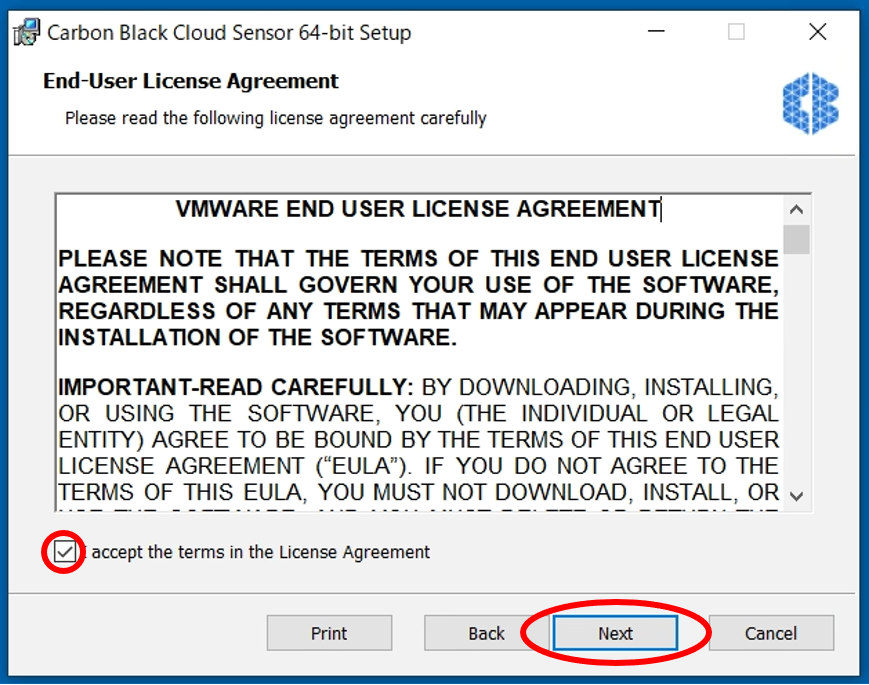 Carbon Black Cloud Sensor 64-bit Setup
End-User License Agreement
Please read the following license agreement carefully
VMWARE END USER LICENSE AGREEMENT
PLEASE NOTE THAT THE TERMS OF THIS END USER LICENSE
AGREEMENT SHALL GOVERN YOUR USE OF THE SOFTWARE,
REGARDLESS OF ANY TERMS THAT MAY APPEAR DURING THE
INSTALLATION OF THE SOFTWARE.
IMPORTANT-READ CAREFULLY: BY DOWNLOADING, INSTALLING,
OR USING THE SOFTWARE, YOU (THE INDIVIDUAL OR LEGAL
ENTITY) AGREE TO BE BOUND BY THE TERMS OF THIS END USER
LICENSE AGREEMENT (“EULA”). IF YOU DO NOT AGREE TO THE
TERMS OF THIS EULA, YOU MUST NOT DOWNLOAD, INSTALL, OR
I accept the terms in the License Agreement
Print
Back
Next
Cancel